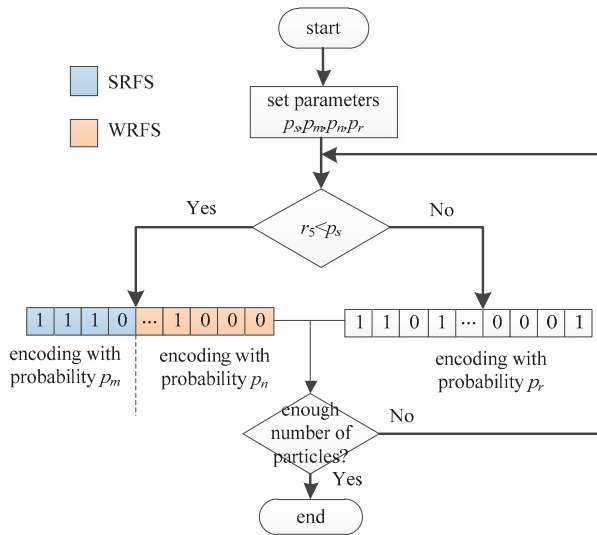 start
SRFS
WRFS
set parameters
pₛ,pₘ,pₙ,pᵣ
Yes
No
r₅<pₛ
1 1 1 0 ... 1 0 0 0
1 1 0 1 ... 0 0 0 1
encoding with
probability pₘ
encoding with
probability pₙ
encoding with
probability pᵣ
enough
number of
particles?
No
Yes
end